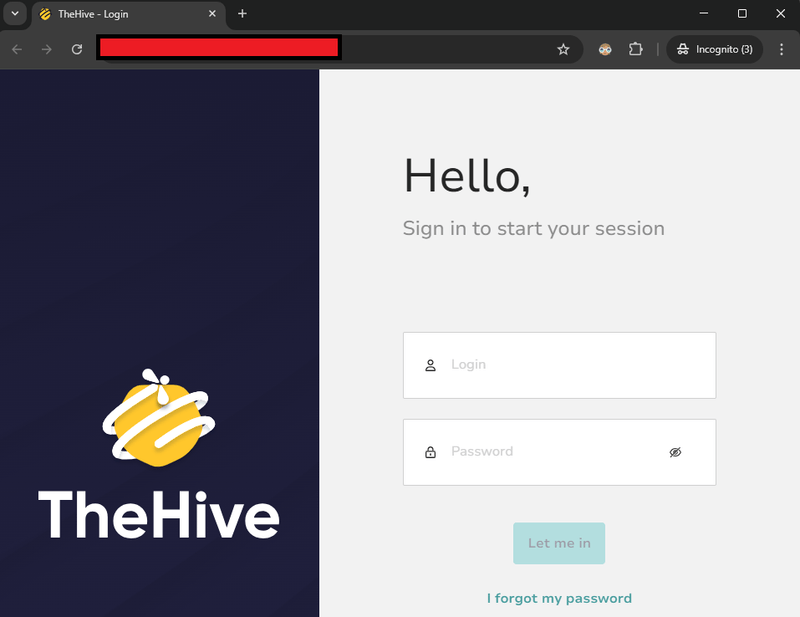 TheHive - Login
Incognito (3)
Hello,
Sign in to start your session
Login
Password
Let me in
I forgot my password
TheHive